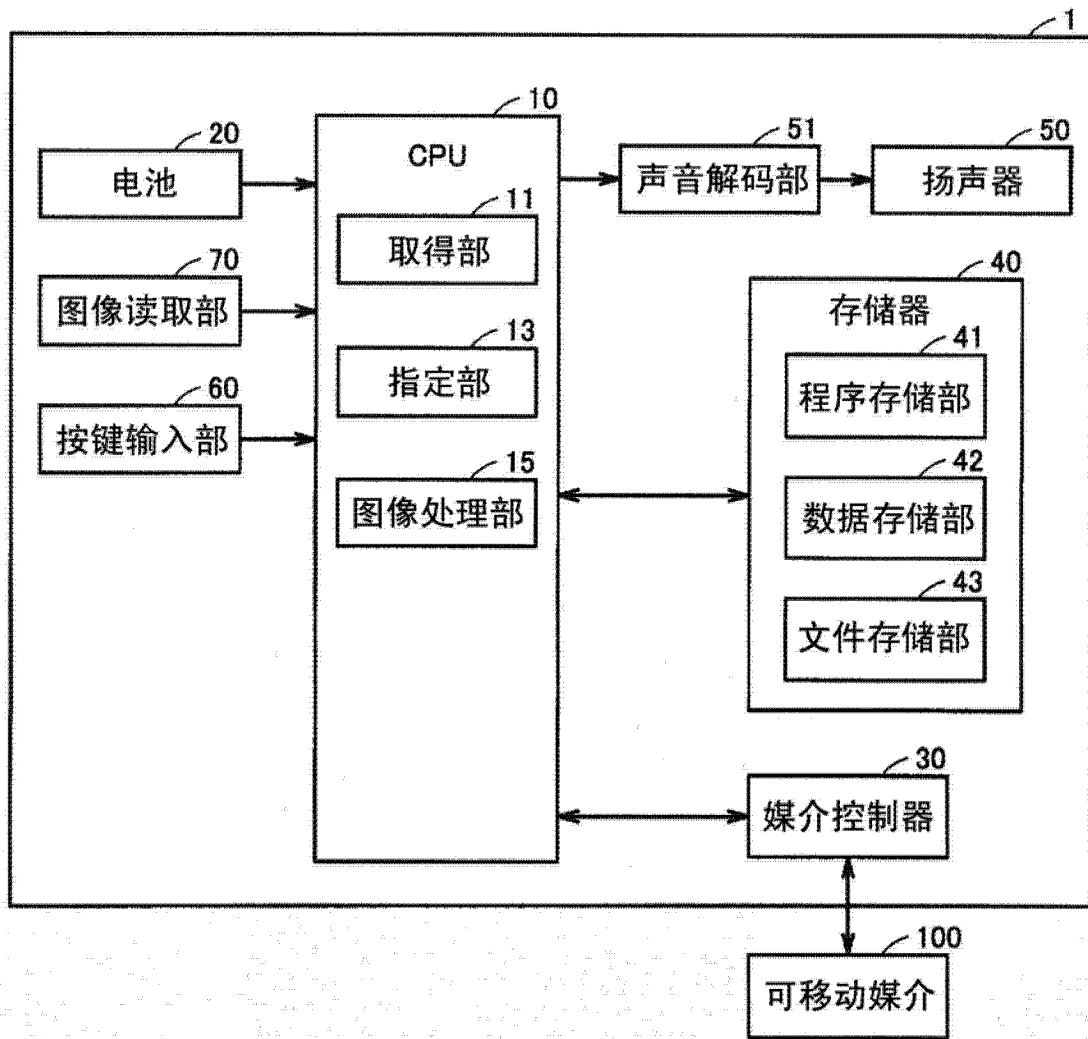 1
10
CPU
20
电池
51
声音解码部
50
扬声器
11
取得部
70
图像读取部
40
存储器
13
指定部
41
程序存储部
60
按键输入部
15
图像处理部
42
数据存储部
43
文件存储部
30
媒介控制器
100
可移动媒介